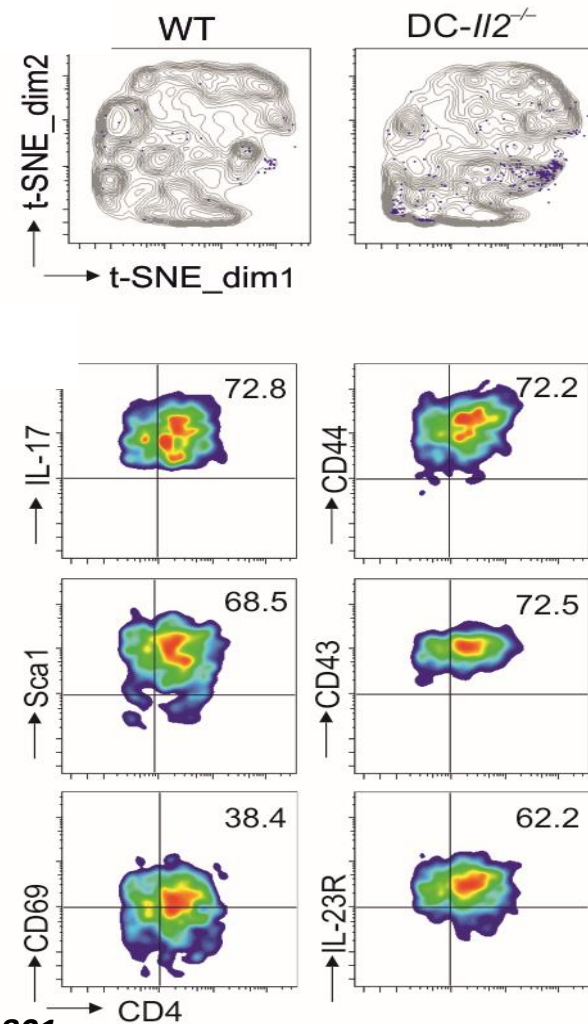 WT
DC-Il2−/−
t-SNE_dim2
t-SNE_dim1
IL-17
72.8
CD44
72.2
Sca1
68.5
CD43
72.5
CD69
38.4
IL-23R
62.2
CD4